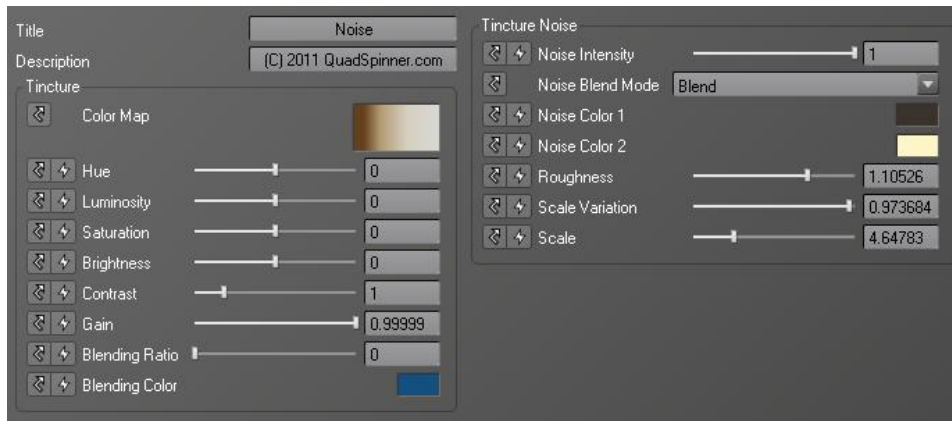 Title Noise
Description (C) 2011 QuadSpinner.com
Tincture
Color Map
Hue 0
Luminosity 0
Saturation 0
Brightness 0
Contrast 1
Gain 0.99999
Blending Ratio 0
Blending Color
Tincture Noise
Noise Intensity 1
Noise Blend Mode Blend
Noise Color 1
Noise Color 2
Roughness 1.10526
Scale Variation 0.973684
Scale 4.64783